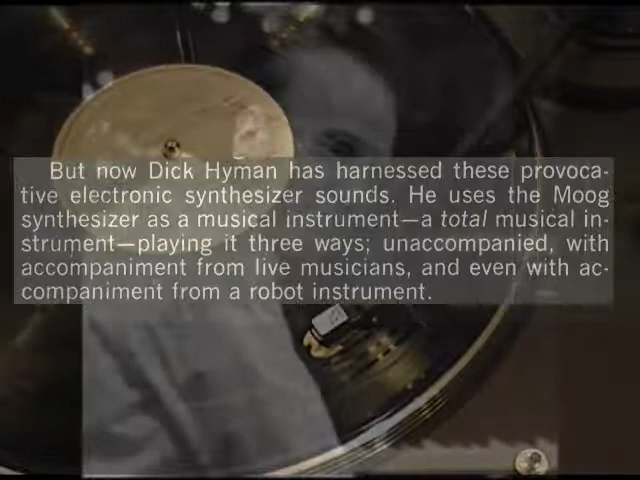 But now Dick Hyman has harnessed these provoca-
tive electronic synthesizer sounds. He uses the Moog
synthesizer as a musical instrument—a total musical in-
strument—playing it three ways; unaccompanied, with
accompaniment from live musicians, and even with ac-
companiment from a robot instrument.